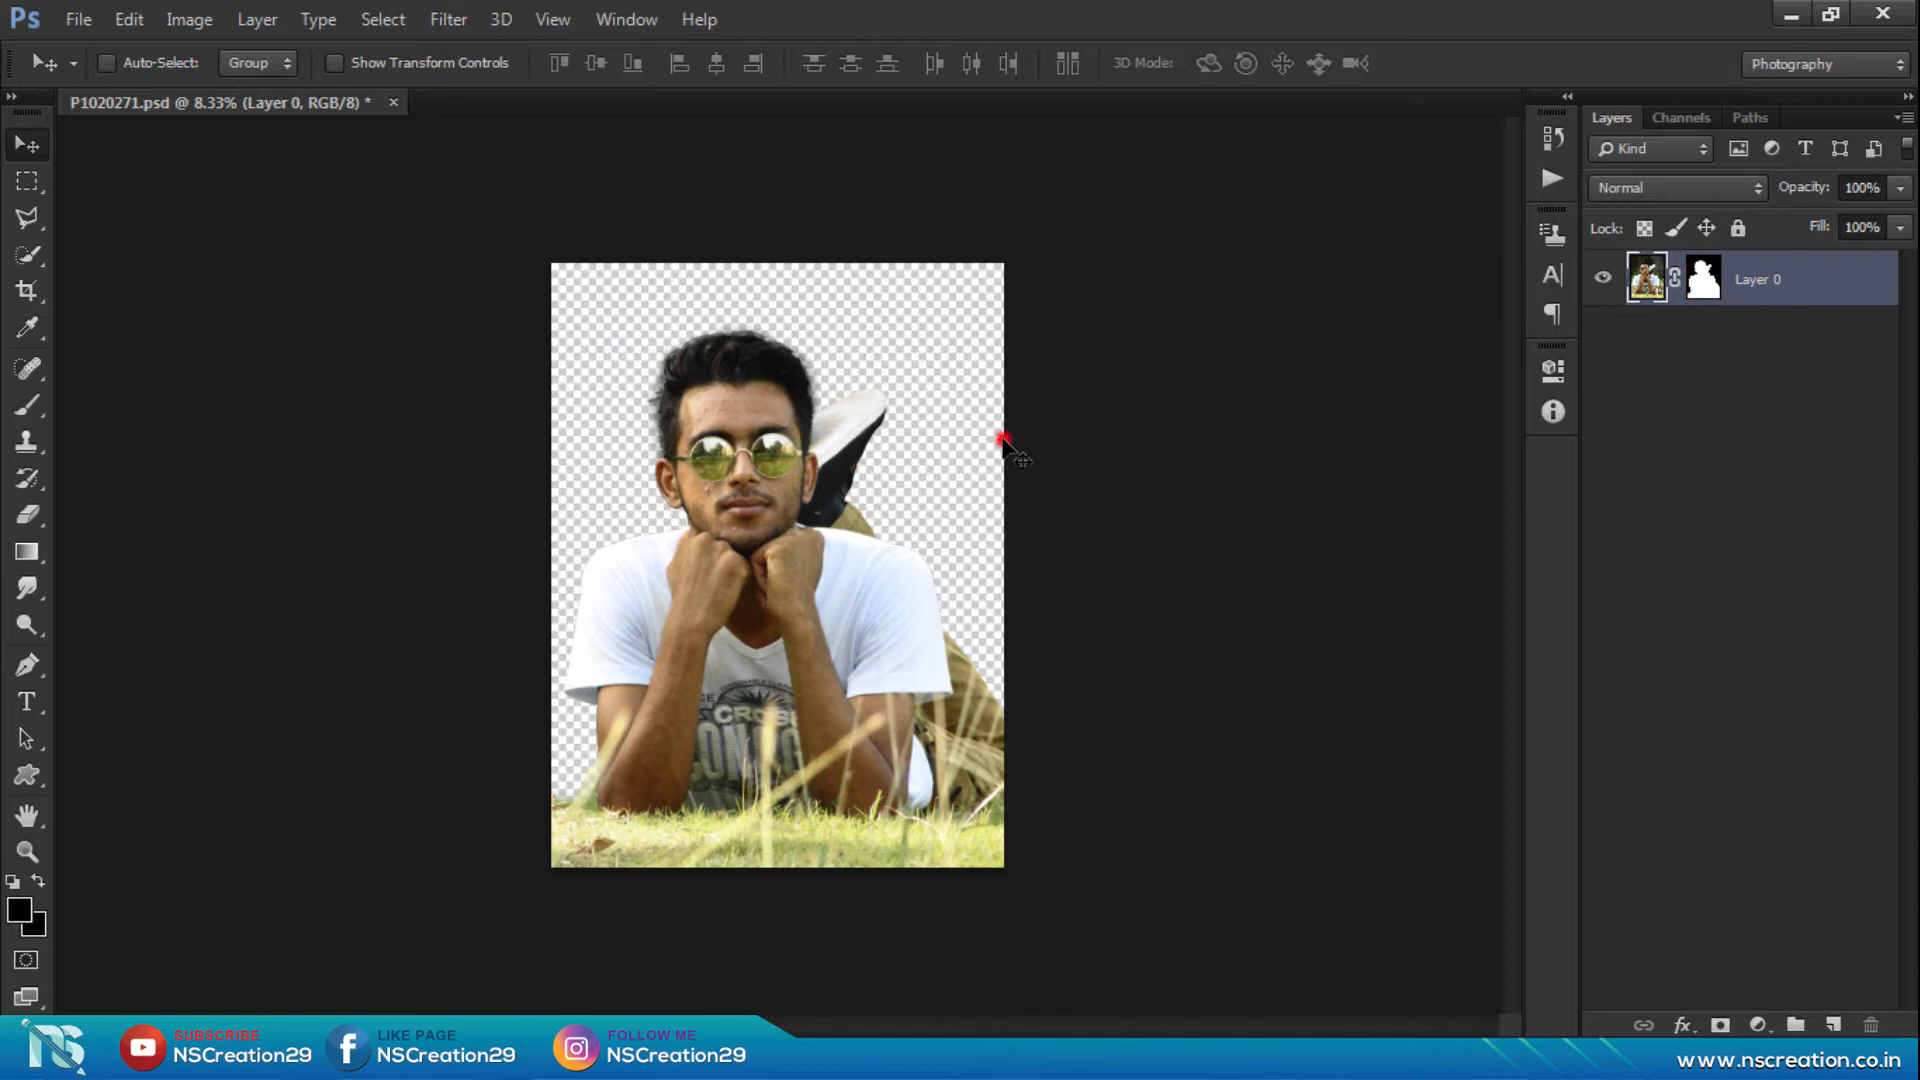 Ps File Edit Image Layer Type Select Filter 3D View Window Help
Auto-Select: Group Show Transform Controls 3D Mode: Photography
P1020271.psd @ 8.33% (Layer 0, RGB/8) * ×
Layers Channels Paths
Kind
Normal Opacity: 100%
Lock: Fill: 100%
Layer 0
CROSS
SUBSCRIBE
NSCreation29
LIKE PAGE
NSCreation29
FOLLOW ME
NSCreation29
www.nscreation.co.in